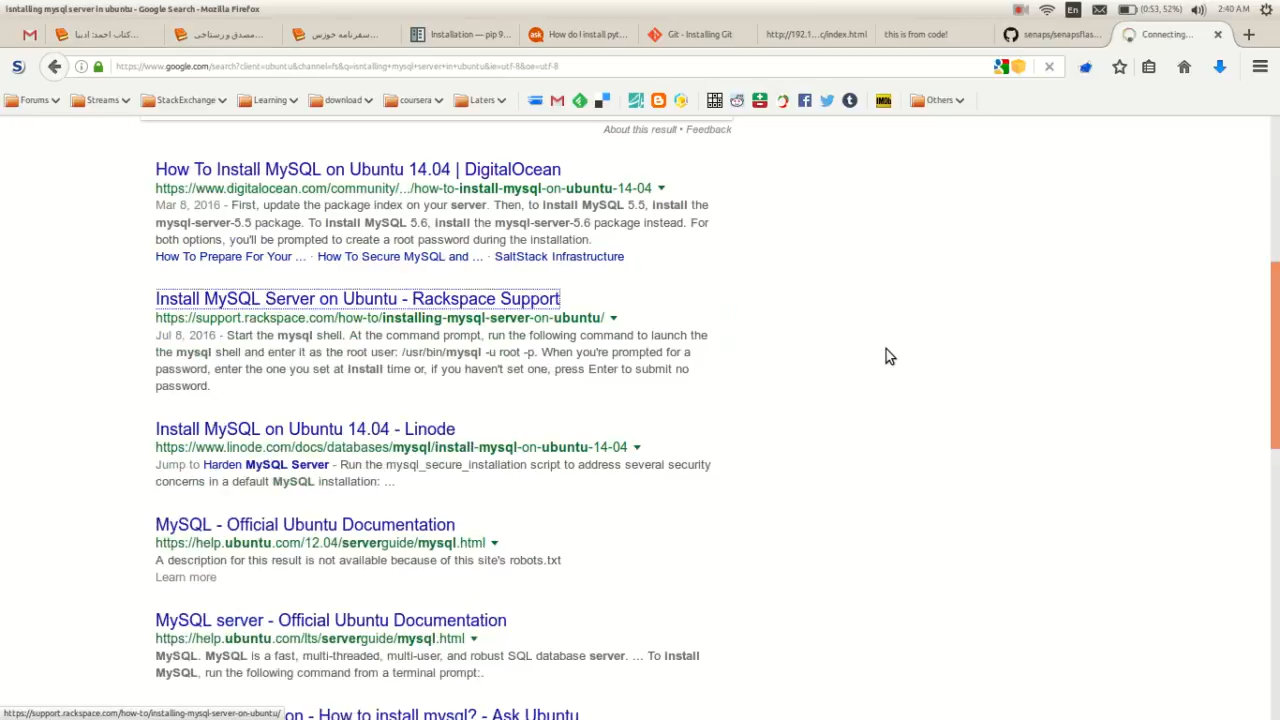 Isntalling mysql server in ubuntu - Google Search - Mozilla Firefox
En
(0:53, 52%)
2:40 AM
کتاب احمد: ادبیا...
مصدق و رستاخی...
سفرنامه خوزس...
Installation — pip 9...
ask
How do I install pyt...
Git - Installing Git
http://192.1...c/index.html
this is from code!
senaps/senapsflas...
Connecting...
https://www.google.com/search?client=ubuntu&channel=fs&q=isntalling+mysql+server+in+ubuntu&ie=utf-8&oe=utf-8
Forums
Streams
StackExchange
Learning
download
coursera
Laters
IMDb
Others
About this result • Feedback
How To Install MySQL on Ubuntu 14.04 | DigitalOcean
https://www.digitalocean.com/community/.../how-to-install-mysql-on-ubuntu-14-04
Mar 8, 2016 - First, update the package index on your server. Then, to install MySQL 5.5, install the
mysql-server-5.5 package. To install MySQL 5.6, install the mysql-server-5.6 package instead. For
both options, you'll be prompted to create a root password during the installation.
How To Prepare For Your ... · How To Secure MySQL and ... · SaltStack Infrastructure
Install MySQL Server on Ubuntu - Rackspace Support
https://support.rackspace.com/how-to/installing-mysql-server-on-ubuntu/
Jul 8, 2016 - Start the mysql shell. At the command prompt, run the following command to launch the
the mysql shell and enter it as the root user: /usr/bin/mysql -u root -p. When you're prompted for a
password, enter the one you set at install time or, if you haven't set one, press Enter to submit no
password.
Install MySQL on Ubuntu 14.04 - Linode
https://www.linode.com/docs/databases/mysql/install-mysql-on-ubuntu-14-04
Jump to Harden MySQL Server - Run the mysql_secure_installation script to address several security
concerns in a default MySQL installation: ...
MySQL - Official Ubuntu Documentation
https://help.ubuntu.com/12.04/serverguide/mysql.html
A description for this result is not available because of this site's robots.txt
Learn more
MySQL server - Official Ubuntu Documentation
https://help.ubuntu.com/lts/serverguide/mysql.html
MySQL. MySQL is a fast, multi-threaded, multi-user, and robust SQL database server. ... To install
MySQL, run the following command from a terminal prompt:.
https://support.rackspace.com/how-to/installing-mysql-server-on-ubuntu/
on - How to install mysql? - Ask Ubuntu